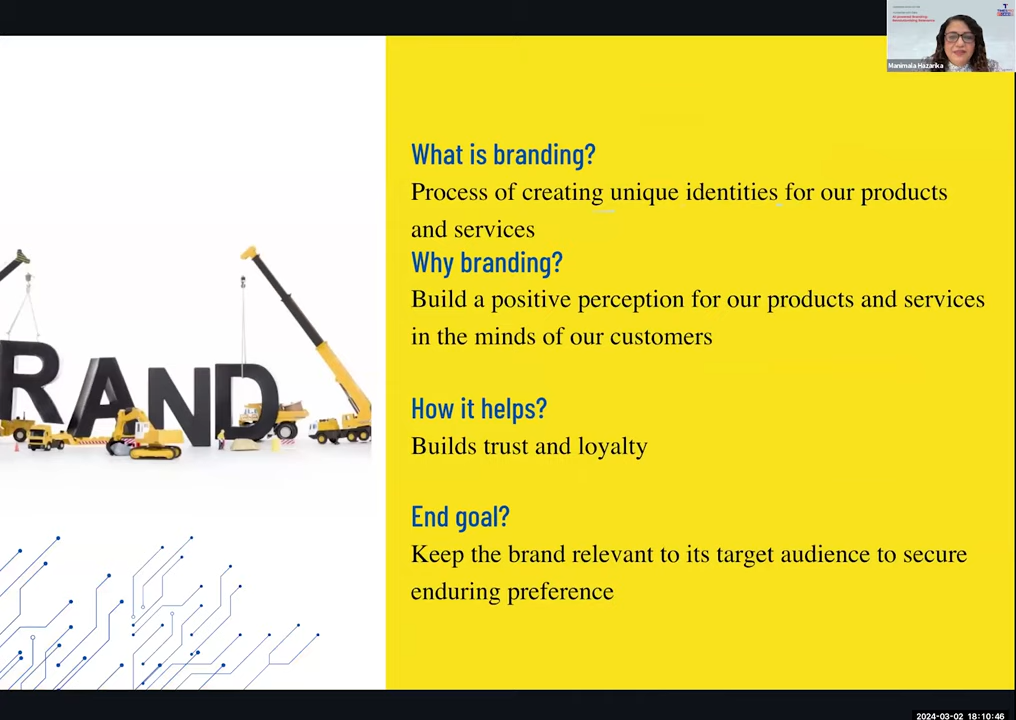 Manimala Hazarika
What is branding?
Process of creating unique identities for our products
and services
Why branding?
Build a positive perception for our products and services
in the minds of our customers
How it helps?
Builds trust and loyalty
End goal?
Keep the brand relevant to its target audience to secure
enduring preference
RAND
2024-03-02 18:10:46